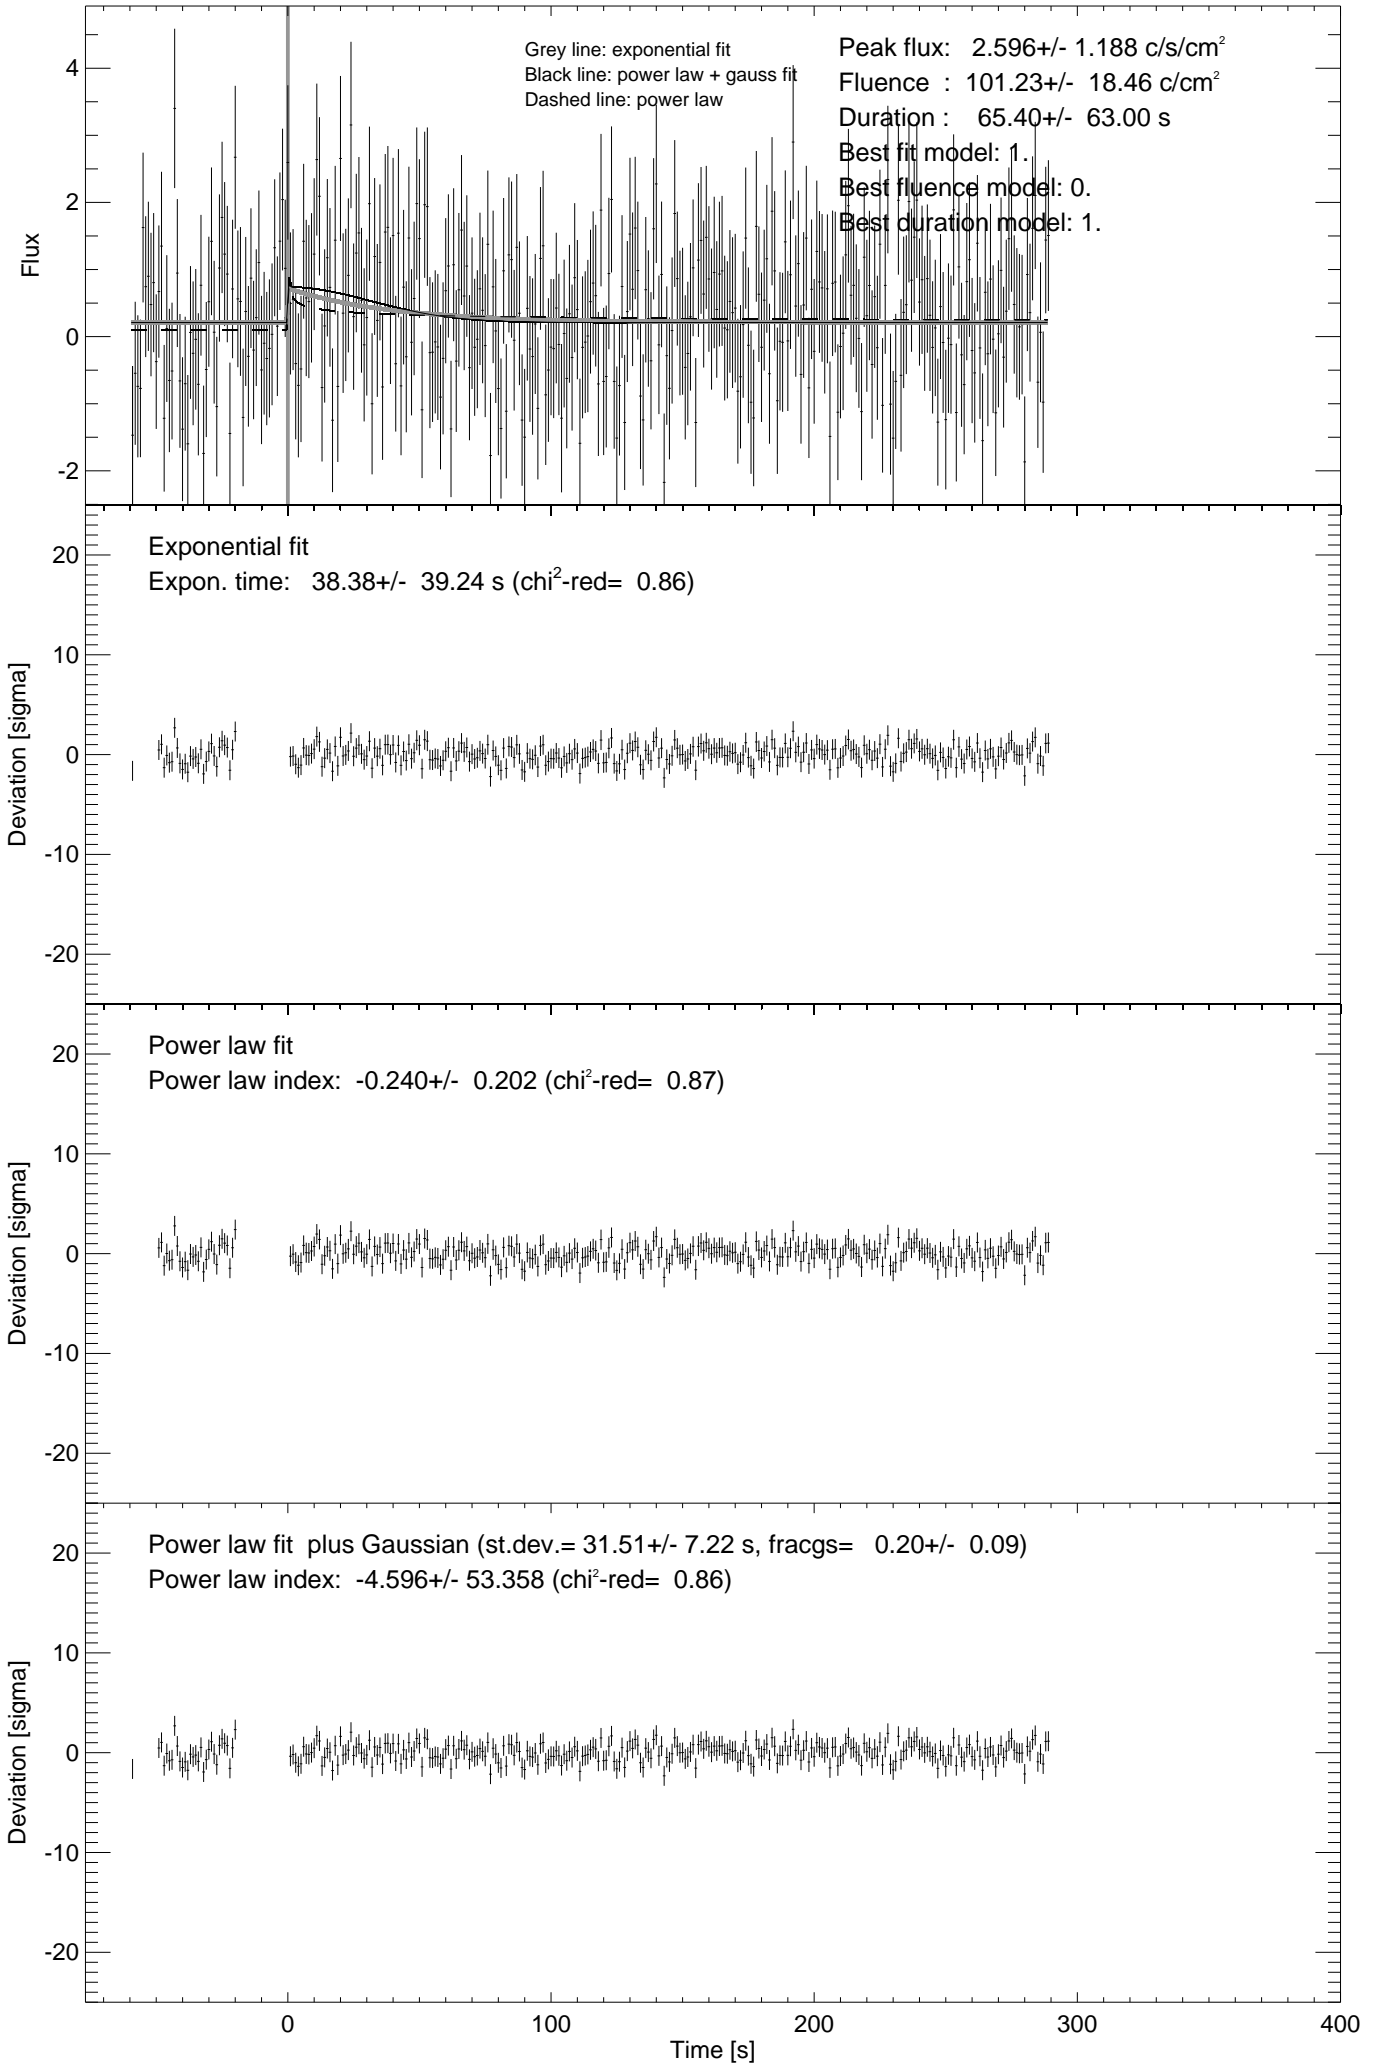 Grey line: exponential fit
Black line: power law + gauss fit
Dashed line: power law
Peak flux: 2.596+/- 1.188 c/s/cm²
Fluence : 101.23+/- 18.46 c/cm²
Duration : 65.40+/- 63.00 s
Best fit model: 1.
Best fluence model: 0.
Best duration model: 1.
Flux
4
2
0
-2
Exponential fit
Expon. time: 38.38+/- 39.24 s (chi²-red= 0.86)
Deviation [sigma]
20
10
0
-10
-20
Power law fit
Power law index: -0.240+/- 0.202 (chi²-red= 0.87)
Deviation [sigma]
20
10
0
-10
-20
Power law fit plus Gaussian (st.dev.= 31.51+/- 7.22 s, fracgs= 0.20+/- 0.09)
Power law index: -4.596+/- 53.358 (chi²-red= 0.86)
Deviation [sigma]
20
10
0
-10
-20
0 100 200 300 400
Time [s]